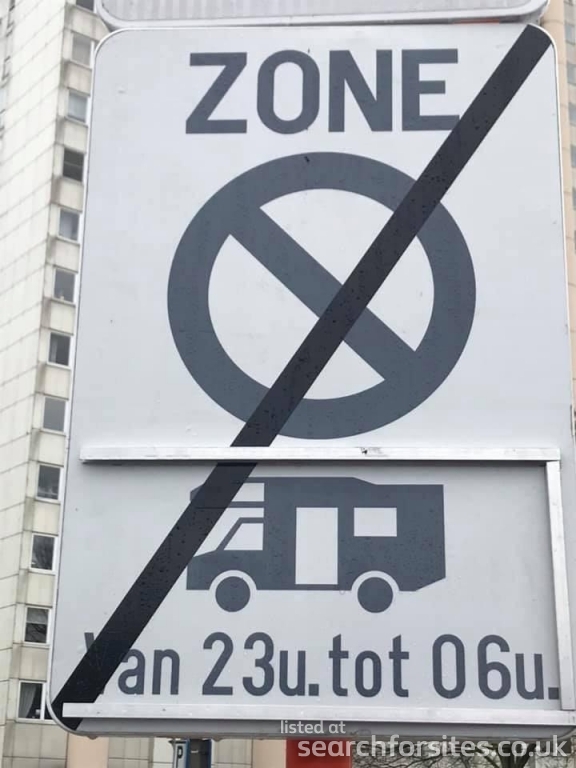 ZONE
Van 23u. tot 06u.
listed at
searchforsites.co.uk
P